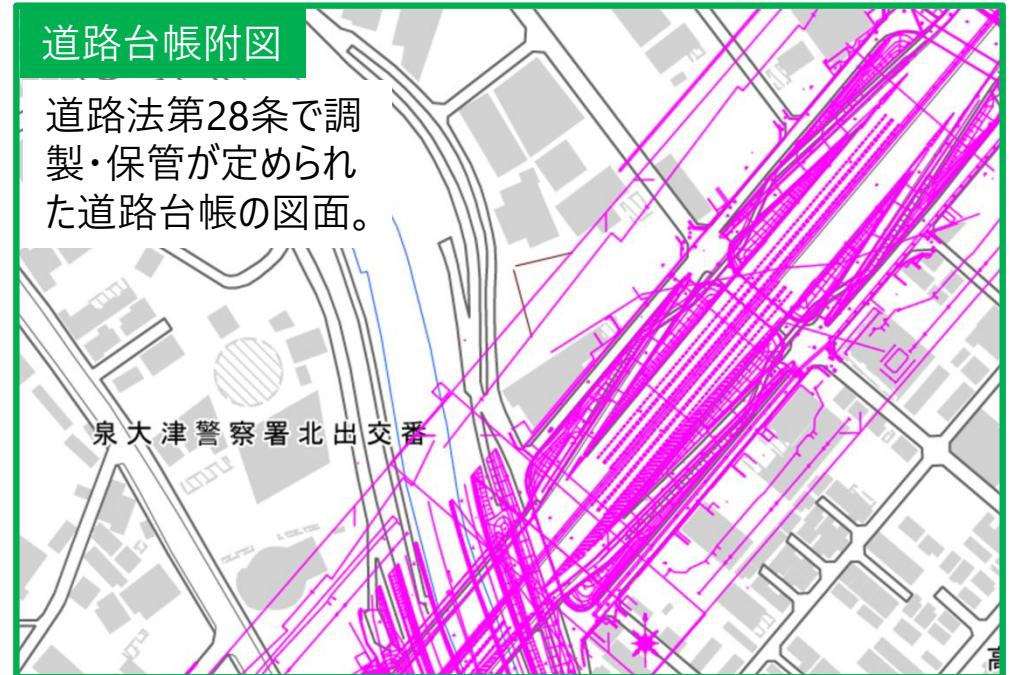 道路台帳附図
道路法第28条で調
製・保管が定められ
た道路台帳の図面。
泉大津警察署北出交番
高